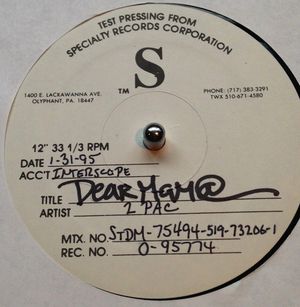 TEST PRESSING FROM
SPECIALTY RECORDS CORPORATION
S
TM
1400 E. LACKAWANNA AVE.
OLYPHANT, PA. 18447
PHONE: (717) 383-3291
TWX 510-671-4580
12" 33 1/3 RPM
DATE 1-31-95
ACCT INTERSCOPE
TITLE DEAR MAM@
ARTIST 2 PAC
MTX. NO. STDM-75494-519-73206-1
REC. NO. 0-95774